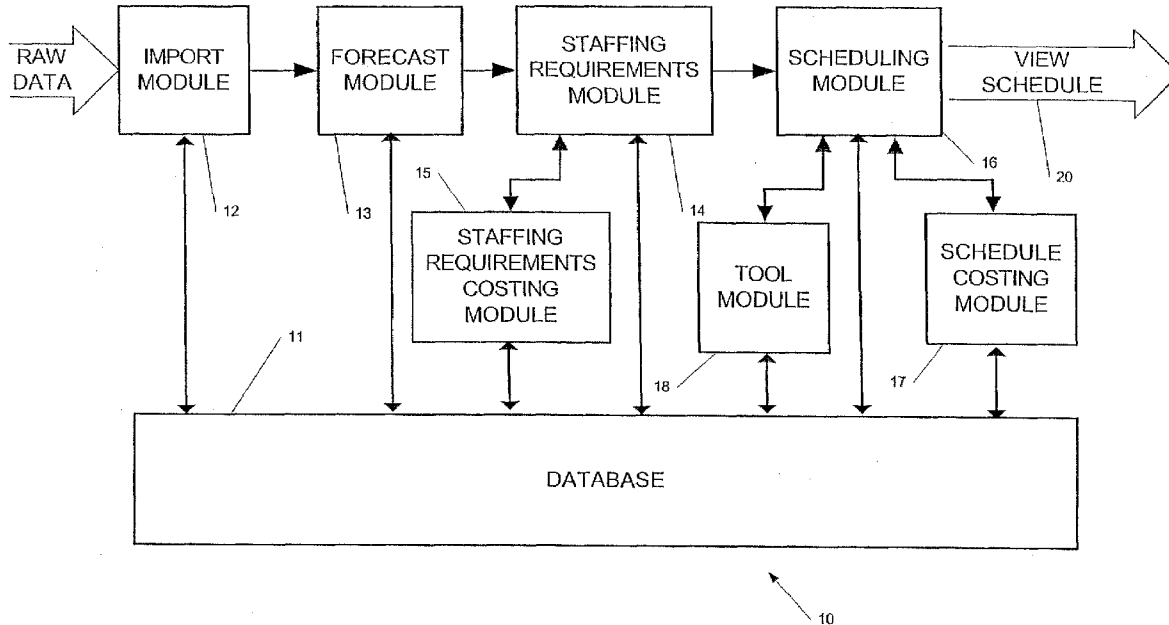 RAW
DATA
IMPORT
MODULE
FORECAST
MODULE
STAFFING
REQUIREMENTS
MODULE
SCHEDULING
MODULE
VIEW
SCHEDULE
12
13
15
14
16
20
STAFFING
REQUIREMENTS
COSTING
MODULE
TOOL
MODULE
SCHEDULE
COSTING
MODULE
11
18
17
DATABASE
10